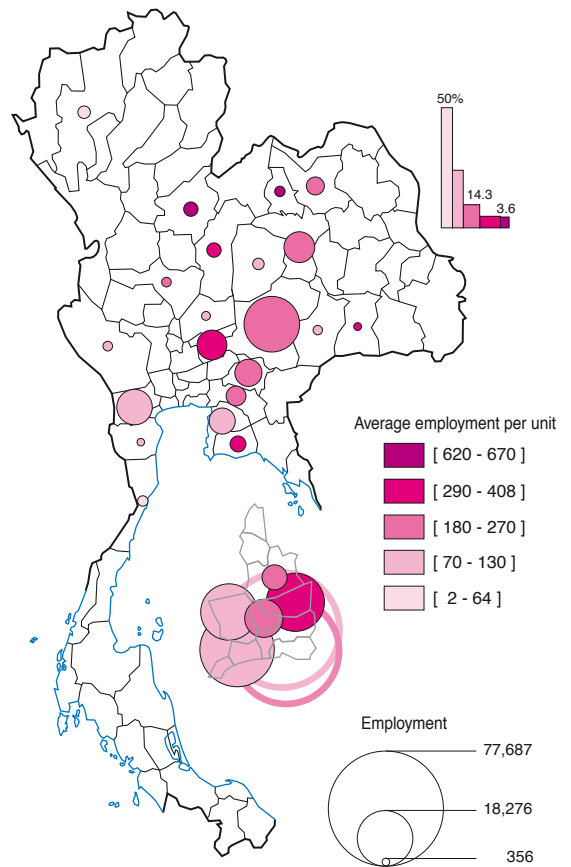 50%
14.3
3.6
Average employment per unit
[ 620 - 670 ]
[ 290 - 408 ]
[ 180 - 270 ]
[ 70 - 130 ]
[ 2 - 64 ]
Employment
77,687
18,276
356